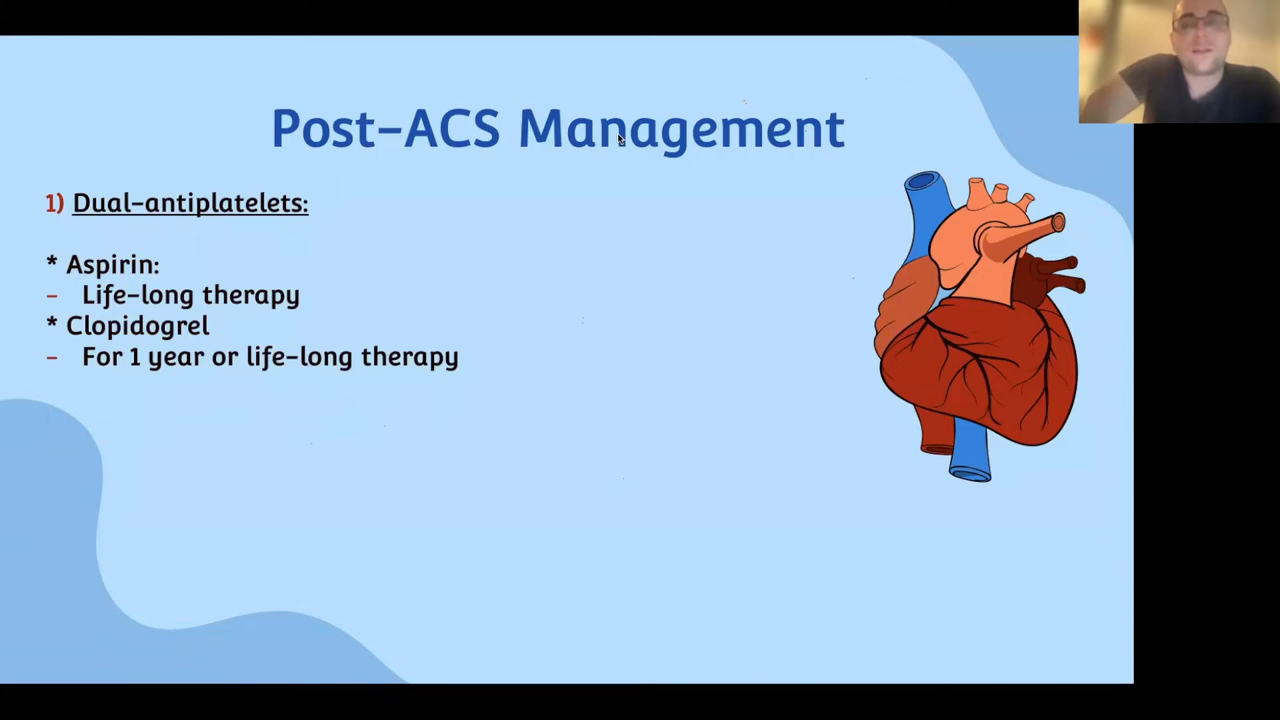 Post-ACS Management
1) Dual-antiplatelets:
* Aspirin:
- Life-long therapy
* Clopidogrel
- For 1 year or life-long therapy